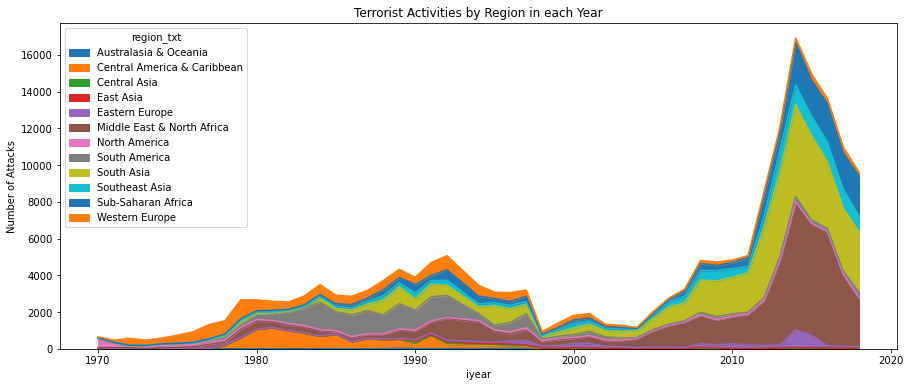 Terrorist Activities by Region in each Year
region_txt
Australasia & Oceania
Central America & Caribbean
Central Asia
East Asia
Eastern Europe
Middle East & North Africa
North America
South America
South Asia
Southeast Asia
Sub-Saharan Africa
Western Europe
Number of Attacks
16000
14000
12000
10000
8000
6000
4000
2000
0
1970 1980 1990 2000 2010 2020
iyear